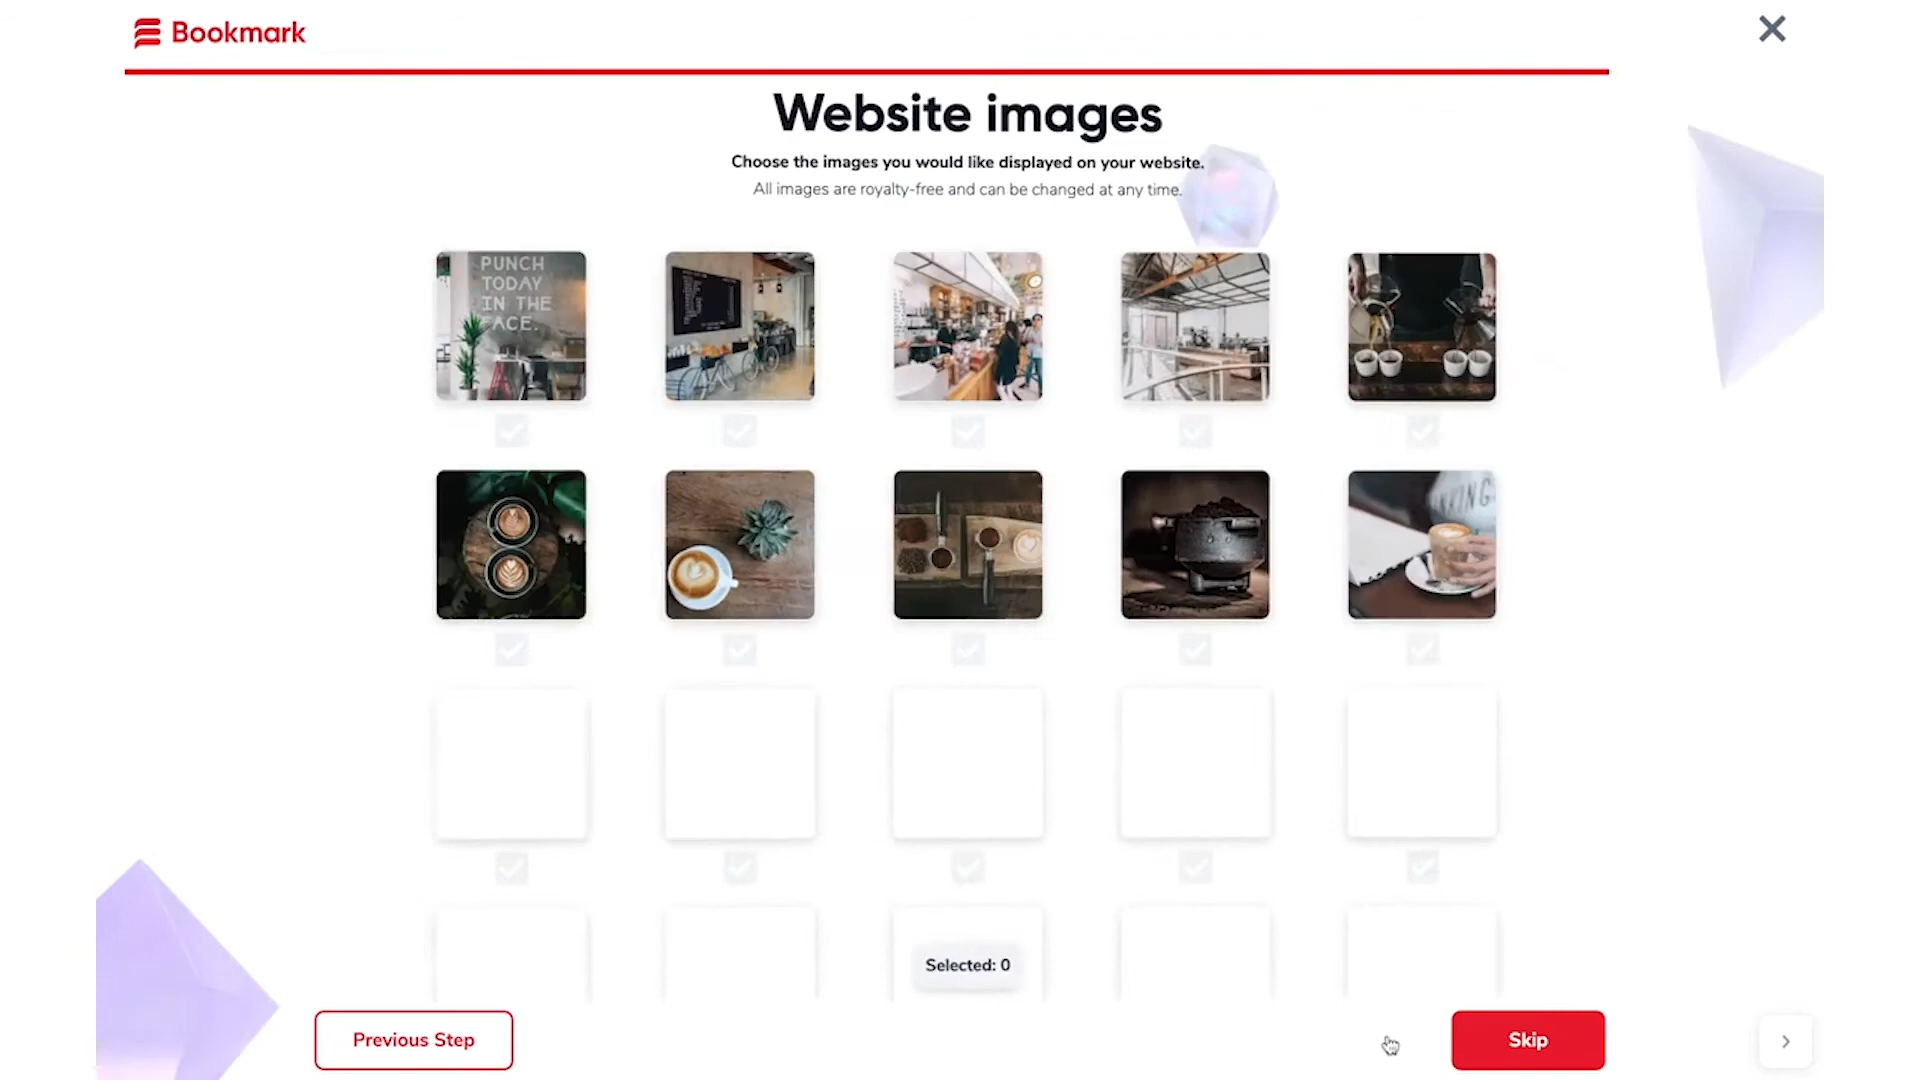 Bookmark
Website images
Choose the images you would like displayed on your website.
All images are royalty-free and can be changed at any time.
PUNCH
TODAY
IN THE
FACE.
Selected: 0
Previous Step
Skip